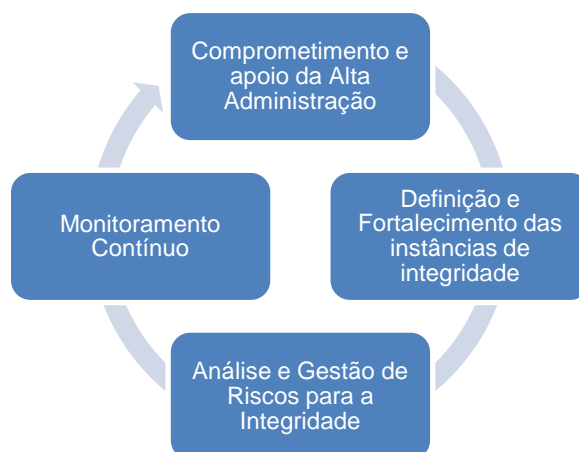 Comprometimento e
apoio da Alta
Administração
Definição e
Fortalecimento das
instâncias de
integridade
Análise e Gestão de
Riscos para a
Integridade
Monitoramento
Contínuo